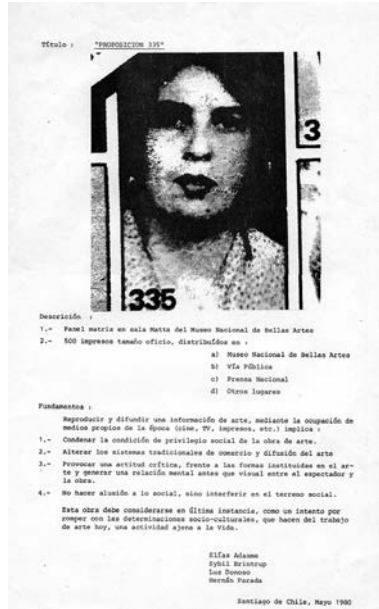 Título : "PROPOSICION 335"
3
335
Descrición :
1.- Panel matriz en sala Matta del Museo Nacional de Bellas Artes
2.- 500 impresos tamaño oficio, distribuídos en :
a) Museo Nacional de Bellas Artes
b) Vía Pública
c) Prensa Nacional
d) Otros lugares
Fundamentos :
Reproducir y difundir una información de arte, mediante la ocupación de
medios propios de la época (cine, TV, impresos, etc.) implica :
1.- Condenar la condición de privilegio social de la obra de arte.
2.- Alterar los sistemas tradicionales de comercio y difusión del arte
3.- Provocar una actitud crítica, frente a las formas instituídas en el ar-
te y generar una relación mental antes que visual entre el espectador y
la obra.
4.- No hacer alusión a lo social, sino interferir en el terreno social.
Esta obra debe considerarse en última instancia, como un intento por
romper con las determinaciones socio-culturales, que hacen del trabajo
de arte hoy, una actividad ajena a la Vida.
Elías Adasme
Sybil Brintrup
Luz Donoso
Hernán Parada
Santiago de Chile, Mayo 1980